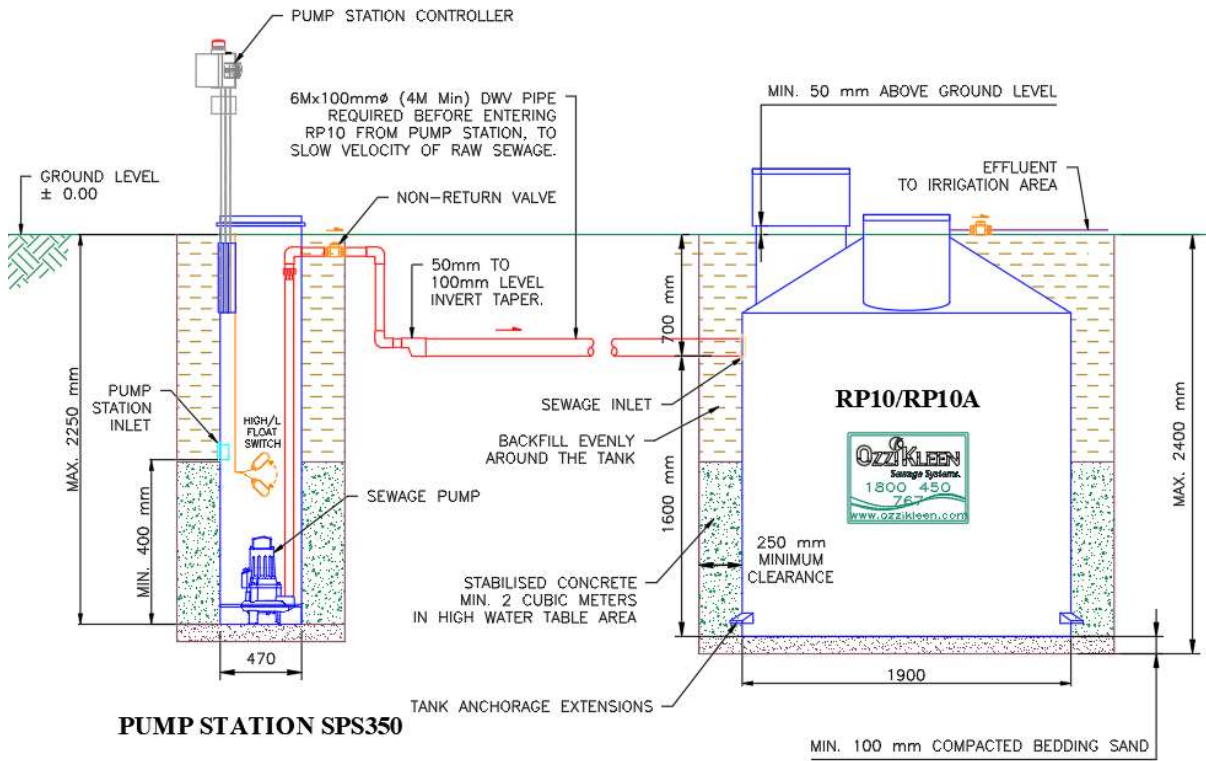 PUMP STATION CONTROLLER
6Mx100mmø (4M Min) DWV PIPE
REQUIRED BEFORE ENTERING
RP10 FROM PUMP STATION, TO
SLOW VELOCITY OF RAW SEWAGE.
MIN. 50 mm ABOVE GROUND LEVEL
GROUND LEVEL
± 0.00
NON-RETURN VALVE
EFFLUENT
TO IRRIGATION AREA
50mm TO
100mm LEVEL
INVERT TAPER.
700 mm
MAX. 2250 mm
PUMP
STATION
INLET
HIGH/L
FLOAT
SWITCH
SEWAGE INLET
RP10/RP10A
BACKFILL EVENLY
AROUND THE TANK
OZZIKLEEN
Sewage Systems.
1800 450
767
www.ozzikleen.com
MAX. 2400 mm
MIN. 400 mm
SEWAGE PUMP
1600 mm
250 mm
MINIMUM
CLEARANCE
STABILISED CONCRETE
MIN. 2 CUBIC METERS
IN HIGH WATER TABLE AREA
470
1900
TANK ANCHORAGE EXTENSIONS
PUMP STATION SPS350
MIN. 100 mm COMPACTED BEDDING SAND